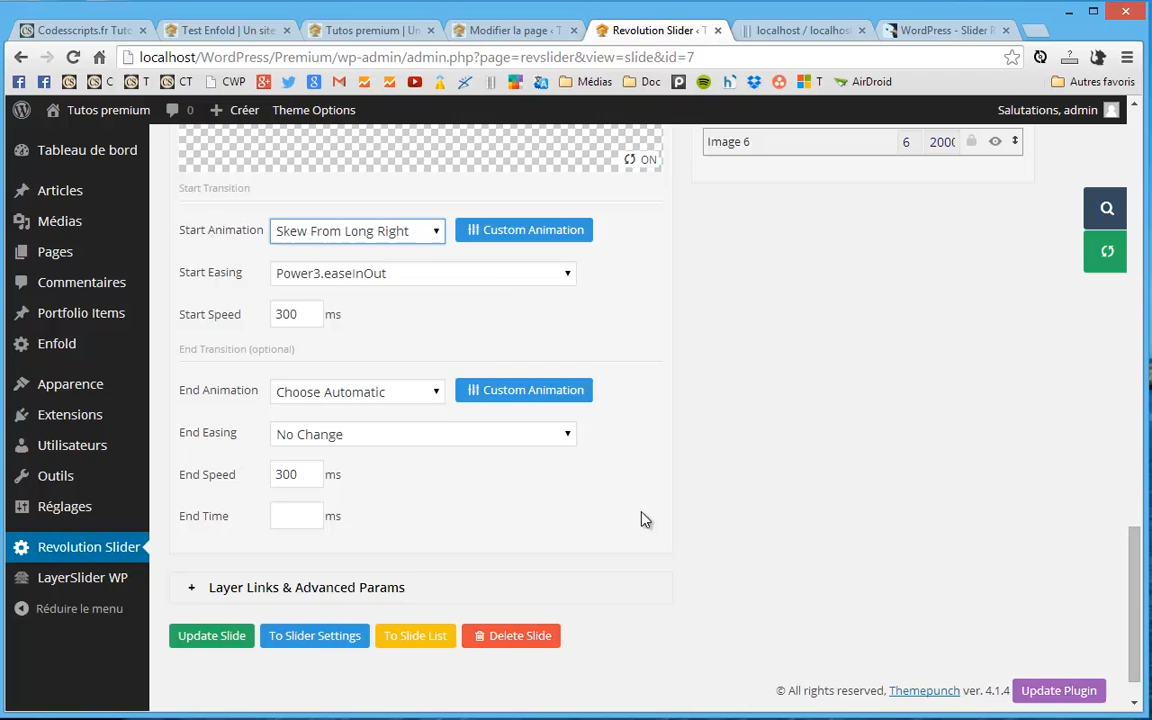 Codesscripts.fr Tuto
Test Enfold | Un site
Tutos premium | Un
Modifier la page ‹ T
Revolution Slider ‹ T
localhost / localhos
WordPress - Slider R
localhost/WordPress/Premium/wp-admin/admin.php?page=revslider&view=slide&id=7
C
T
CT
CWP
Médias
Doc
T
AirDroid
Autres favoris
Tutos premium
0
Créer
Theme Options
Salutations, admin
Tableau de bord
Articles
Médias
Pages
Commentaires
Portfolio Items
Enfold
Apparence
Extensions
Utilisateurs
Outils
Réglages
Revolution Slider
LayerSlider WP
Réduire le menu
ON
Image 6
6
2000
Start Transition
Start Animation
Skew From Long Right
Custom Animation
Start Easing
Power3.easeInOut
Start Speed
300
ms
End Transition (optional)
End Animation
Choose Automatic
Custom Animation
End Easing
No Change
End Speed
300
ms
End Time
ms
+ Layer Links & Advanced Params
Update Slide
To Slider Settings
To Slide List
Delete Slide
© All rights reserved, Themepunch ver. 4.1.4
Update Plugin